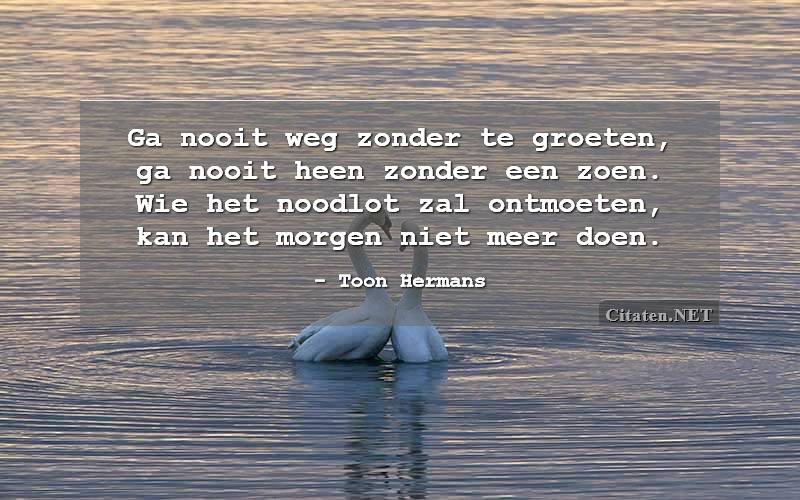 Ga nooit weg zonder te groeten,
ga nooit heen zonder een zoen.
Wie het noodlot zal ontmoeten,
kan het morgen niet meer doen.
- Toon Hermans
Citaten.NET